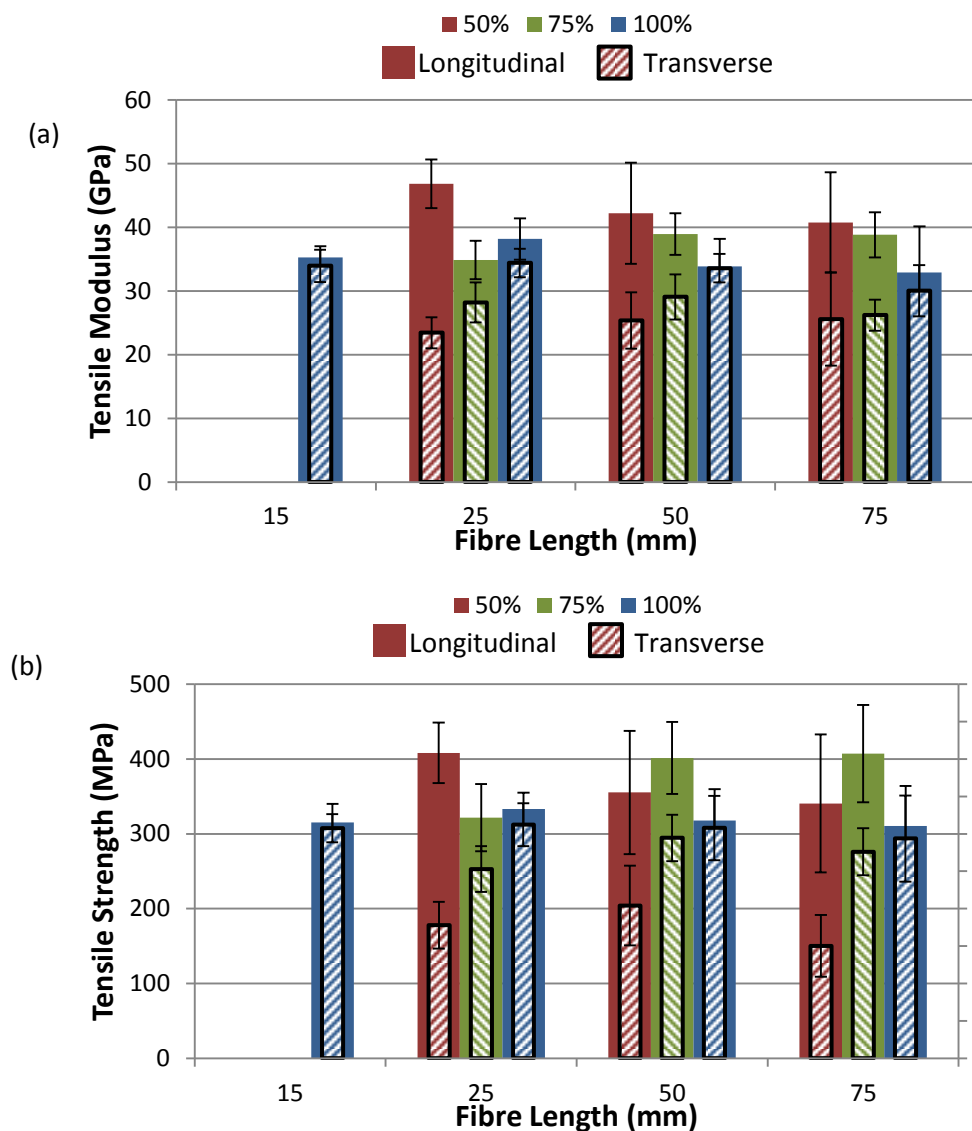 50% 75% 100%
Longitudinal Transverse
(a)
Tensile Modulus (GPa)
60
50
40
30
20
10
0
15 25 50 75
Fibre Length (mm)
50% 75% 100%
Longitudinal Transverse
(b)
Tensile Strength (MPa)
500
400
300
200
100
0
15 25 50 75
Fibre Length (mm)